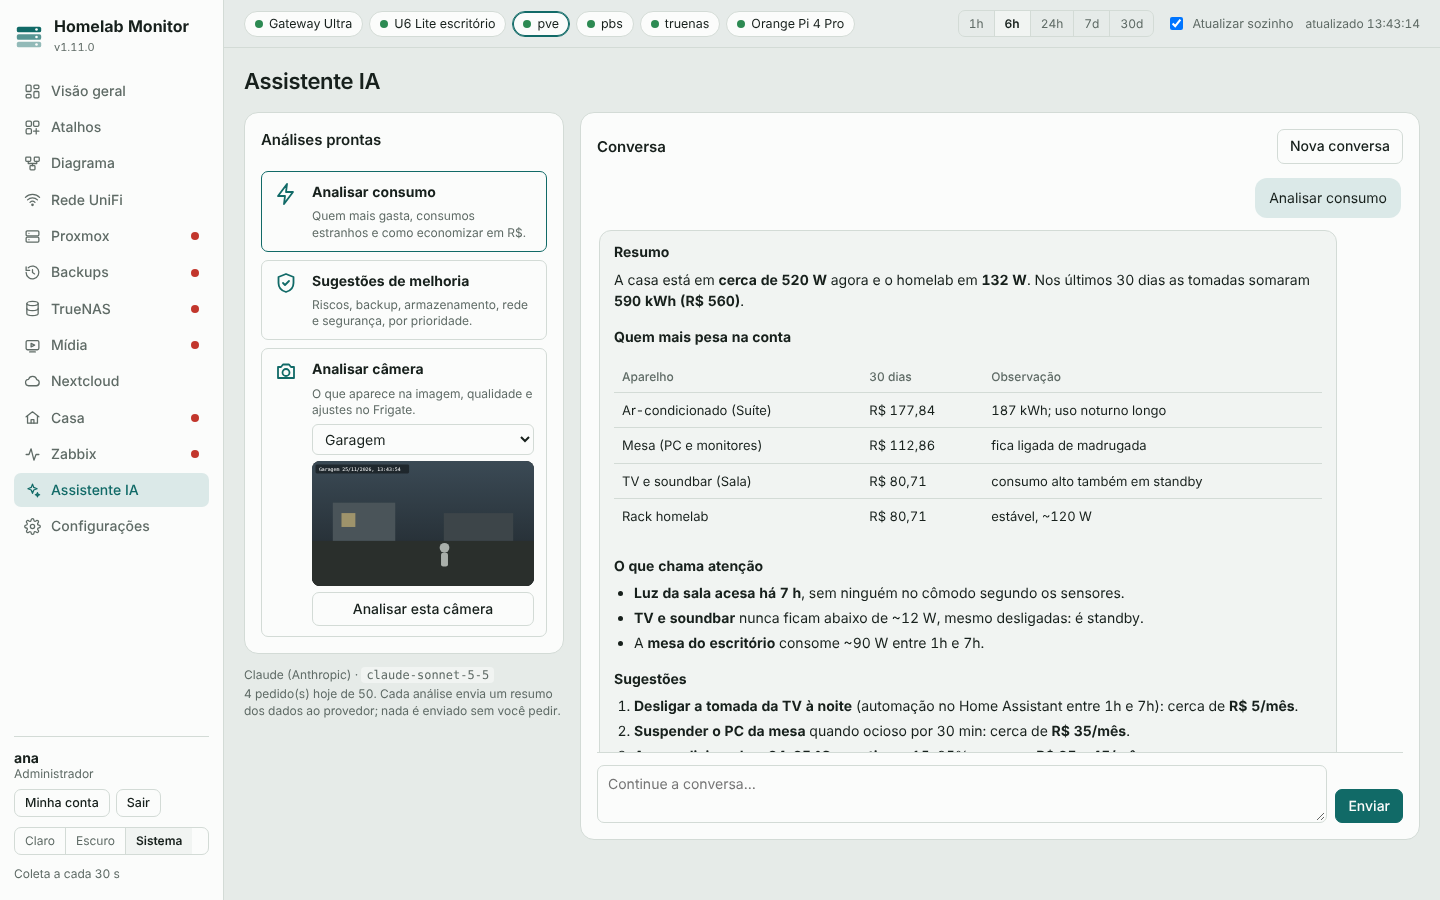 Homelab Monitor
v1.11.0
Visão geral
Atalhos
Diagrama
Rede UniFi
Proxmox
Backups
TrueNAS
Mídia
Nextcloud
Casa
Zabbix
Assistente IA
Configurações
ana
Administrador
Minha conta
Sair
Claro
Escuro
Sistema
Coleta a cada 30 s
Gateway Ultra
U6 Lite escritório
pve
pbs
truenas
Orange Pi 4 Pro
1h
6h
24h
7d
30d
Atualizar sozinho
atualizado 13:43:14
Assistente IA
Análises prontas
Analisar consumo
Quem mais gasta, consumos
estranhos e como economizar em R$.
Sugestões de melhoria
Riscos, backup, armazenamento, rede
e segurança, por prioridade.
Analisar câmera
O que aparece na imagem, qualidade e
ajustes no Frigate.
Garagem
Garagem 25/11/2026, 13:43:54
Analisar esta câmera
Claude (Anthropic) · claude-sonnet-5-5
4 pedido(s) hoje de 50. Cada análise envia um resumo
dos dados ao provedor; nada é enviado sem você pedir.
Conversa
Nova conversa
Analisar consumo
Resumo
A casa está em cerca de 520 W agora e o homelab em 132 W. Nos últimos 30 dias as tomadas somaram
590 kWh (R$ 560).
Quem mais pesa na conta
Aparelho 30 dias Observação
Ar-condicionado (Suíte) R$ 177,84 187 kWh; uso noturno longo
Mesa (PC e monitores) R$ 112,86 fica ligada de madrugada
TV e soundbar (Sala) R$ 80,71 consumo alto também em standby
Rack homelab R$ 80,71 estável, ~120 W
O que chama atenção
Luz da sala acesa há 7 h, sem ninguém no cômodo segundo os sensores.
TV e soundbar nunca ficam abaixo de ~12 W, mesmo desligadas: é standby.
A mesa do escritório consome ~90 W entre 1h e 7h.
Sugestões
1. Desligar a tomada da TV à noite (automação no Home Assistant entre 1h e 7h): cerca de R$ 5/mês.
2. Suspender o PC da mesa quando ocioso por 30 min: cerca de R$ 35/mês.
Continue a conversa...
Enviar